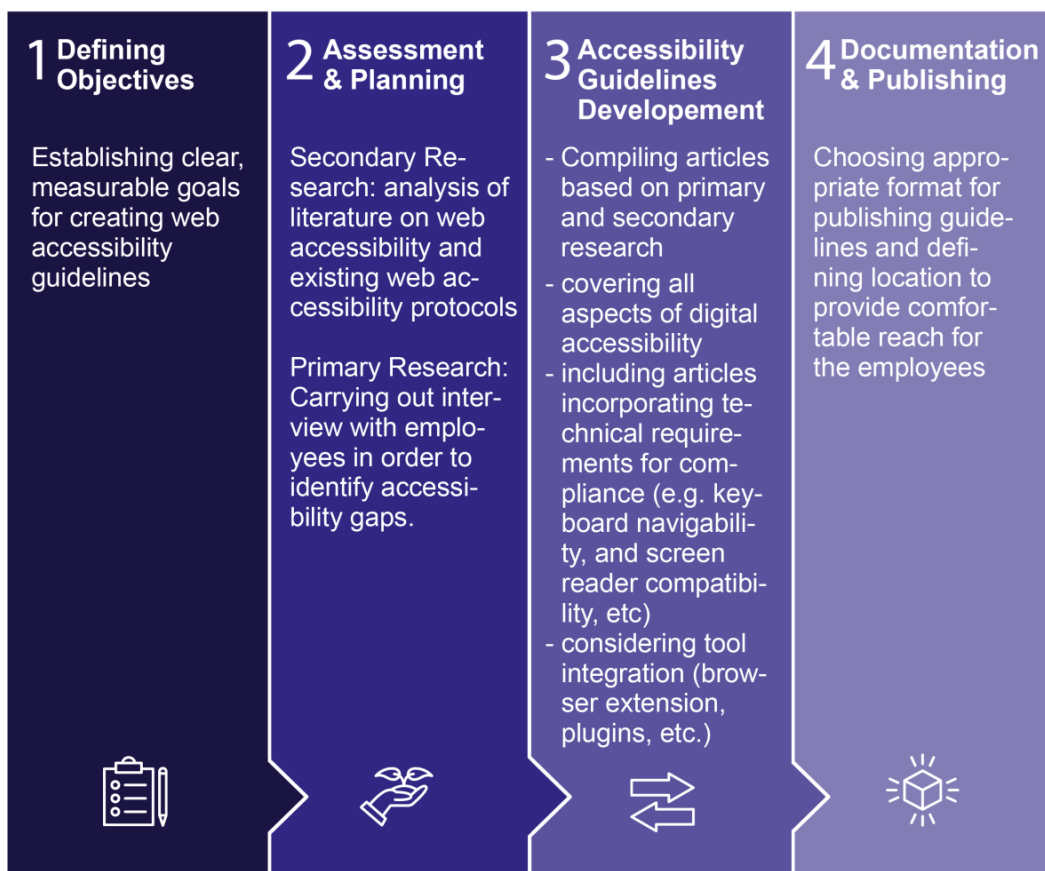 1 Defining
Objectives
Establishing clear,
measurable goals
for creating web
accessibility
guidelines
2 Assessment
& Planning
Secondary Re-
search: analysis of
literature on web
accessibility and
existing web ac-
cessibility protocols
Primary Research:
Carrying out inter-
view with emplo-
yees in order to
identify accessi-
bility gaps.
3 Accessibility
Guidelines
Developement
- Compiling articles
based on primary
and secondary
research
- covering all
aspects of digital
accessibility
- including articles
incorporating te-
chnical require-
ments for com-
pliance (e.g. key-
board navigabili-
ty, and screen
reader compatibi-
lity, etc)
- considering tool
integration (brow-
ser extension,
plugins, etc.)
4 Documentation
& Publishing
Choosing appro-
priate format for
publishing guide-
lines and defi-
ning location to
provide comfor-
table reach for
the employees